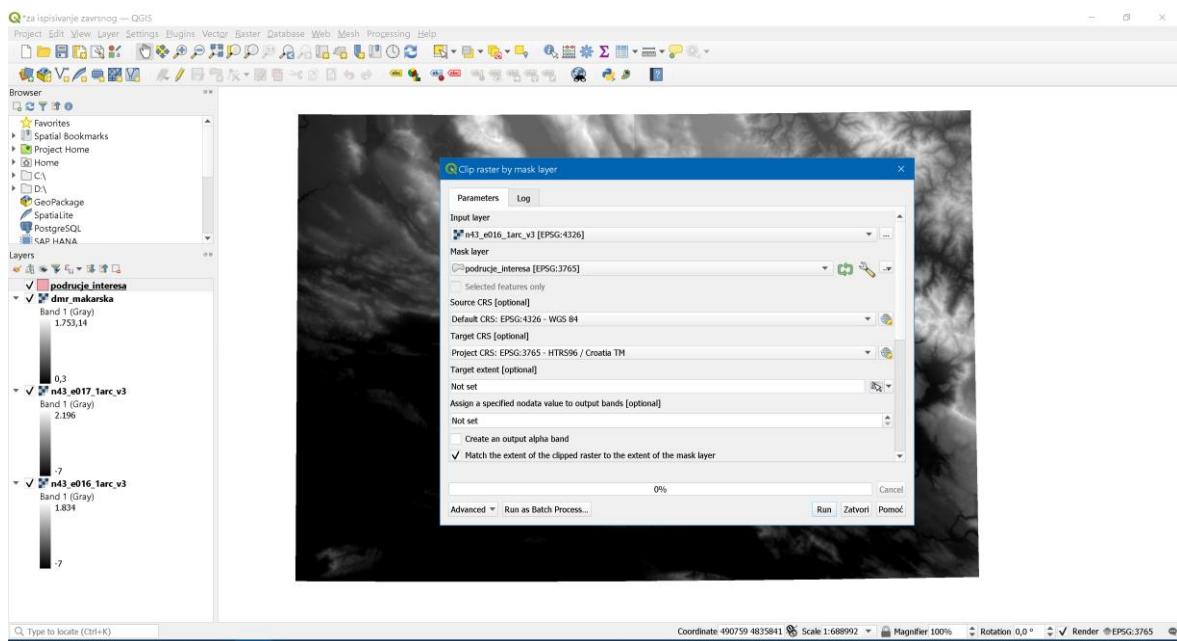 *za ispisivanje zavrsnog — QGIS
Project Edit View Layer Settings Plugins Vector Raster Database Web Mesh Processing Help
Browser
Favorites
Spatial Bookmarks
Project Home
Home
C:\
D:\
GeoPackage
SpatiaLite
PostgreSQL
SAP HANA
Layers
podrucje_interesa
dmr_makarska
Band 1 (Gray)
1.753,14
0,3
n43_e017_1arc_v3
Band 1 (Gray)
2.196
-7
n43_e016_1arc_v3
Band 1 (Gray)
1.834
-7
Clip raster by mask layer
Parameters Log
Input layer
n43_e016_1arc_v3 [EPSG:4326]
Mask layer
podrucje_interesa [EPSG:3765]
Selected features only
Source CRS [optional]
Default CRS: EPSG:4326 - WGS 84
Target CRS [optional]
Project CRS: EPSG:3765 - HTRS96 / Croatia TM
Target extent [optional]
Not set
Assign a specified nodata value to output bands [optional]
Not set
Create an output alpha band
Match the extent of the clipped raster to the extent of the mask layer
0% Cancel
Advanced Run as Batch Process... Run Zatvori Pomoć
Type to locate (Ctrl+K) Coordinate 490759 4835841 Scale 1:688992 Magnifier 100% Rotation 0,0 ° Render EPSG:3765